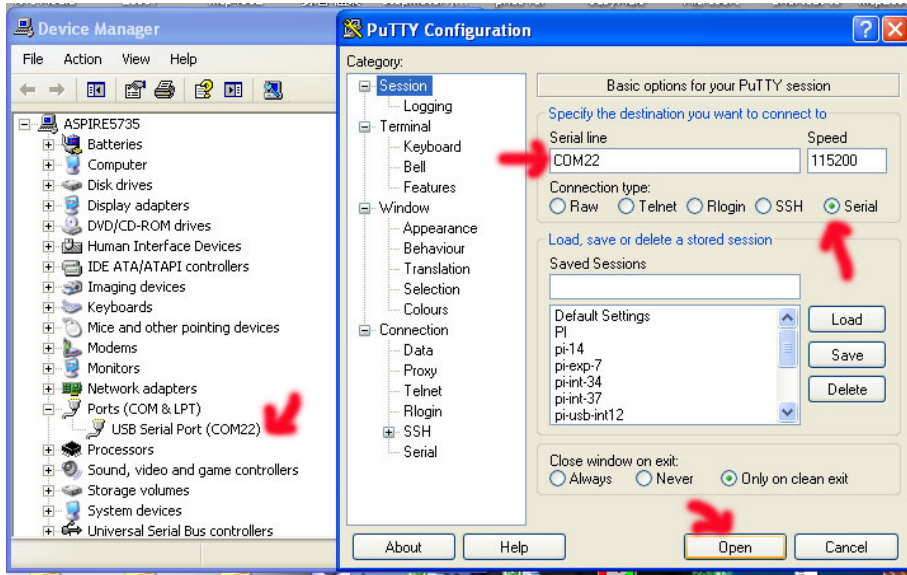 Device Manager
File Action View Help
ASPIRE5735
Batteries
Computer
Disk drives
Display adapters
DVD/CD-ROM drives
Human Interface Devices
IDE ATA/ATAPI controllers
Imaging devices
Keyboards
Mice and other pointing devices
Modems
Monitors
Network adapters
Ports (COM & LPT)
USB Serial Port (COM22)
Processors
Sound, video and game controllers
Storage volumes
System devices
Universal Serial Bus controllers
PuTTY Configuration
Category:
Session
Logging
Terminal
Keyboard
Bell
Features
Window
Appearance
Behaviour
Translation
Selection
Colours
Connection
Data
Proxy
Telnet
Rlogin
SSH
Serial
Basic options for your PuTTY session
Specify the destination you want to connect to
Serial line Speed
COM22 115200
Connection type:
Raw Telnet Rlogin SSH Serial
Load, save or delete a stored session
Saved Sessions
Default Settings
PI
pi-14
pi-exp-7
pi-int-34
pi-int-37
pi-usb-int12
Load
Save
Delete
Close window on exit:
Always Never Only on clean exit
About Help Open Cancel